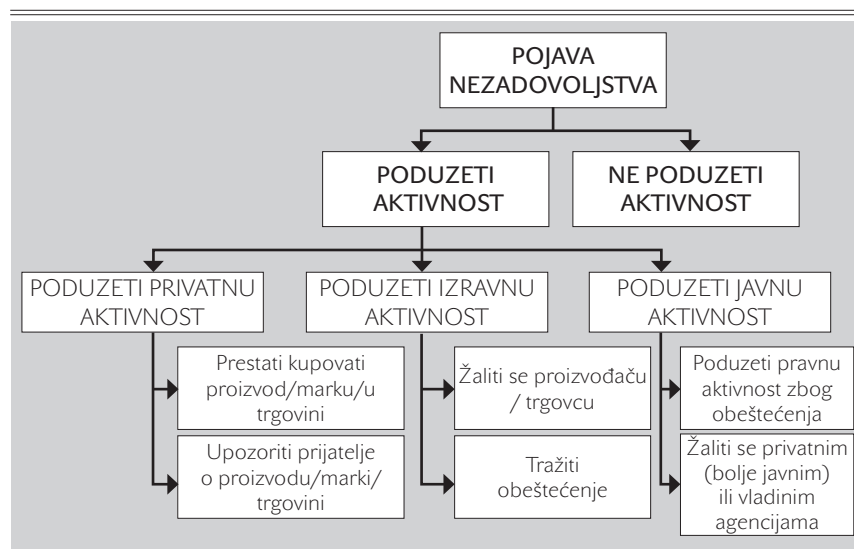 POJAVA
NEZADOVOLJSTVA
PODUZETI
AKTIVNOST
NE PODUZETI
AKTIVNOST
PODUZETI PRIVATNU
AKTIVNOST
PODUZETI IZRAVNU
AKTIVNOST
PODUZETI JAVNU
AKTIVNOST
Prestati kupovati
proizvod/marku/u
trgovini
Upozoriti prijatelje
o proizvodu/marki/
trgovini
Žaliti se proizvođaču
/ trgovcu
Tražiti
obeštećenje
Poduzeti pravnu
aktivnost zbog
obeštećenja
Žaliti se privatnim
(bolje javnim)
ili vladinim
agencijama